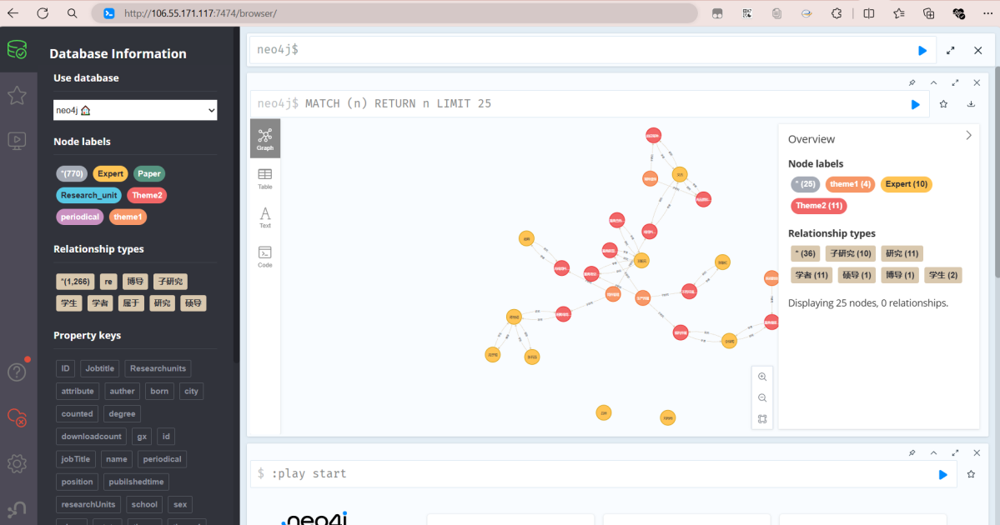 http://106.55.171.117:7474/browser/
Database Information
Use database
neo4j
Node labels
*(770) Expert Paper
Research_unit Theme2
periodical theme1
Relationship types
*(1,266) re 博导 子研究
学生 学者 属于 研究 硕导
Property keys
ID Jobtitle Researchunits
attribute auther born city
counted degree
downloadcount gx id
jobTitle name periodical
position pubilshedtime
researchUnits school sex
neo4j$
neo4j$ MATCH (n) RETURN n LIMIT 25
Graph
Table
Text
Code
Overview
Node labels
* (25) theme1 (4) Expert (10)
Theme2 (11)
Relationship types
* (36) 子研究 (10) 研究 (11)
学者 (11) 硕导 (1) 博导 (1) 学生 (2)
Displaying 25 nodes, 0 relationships.
$ :play start
neo4j